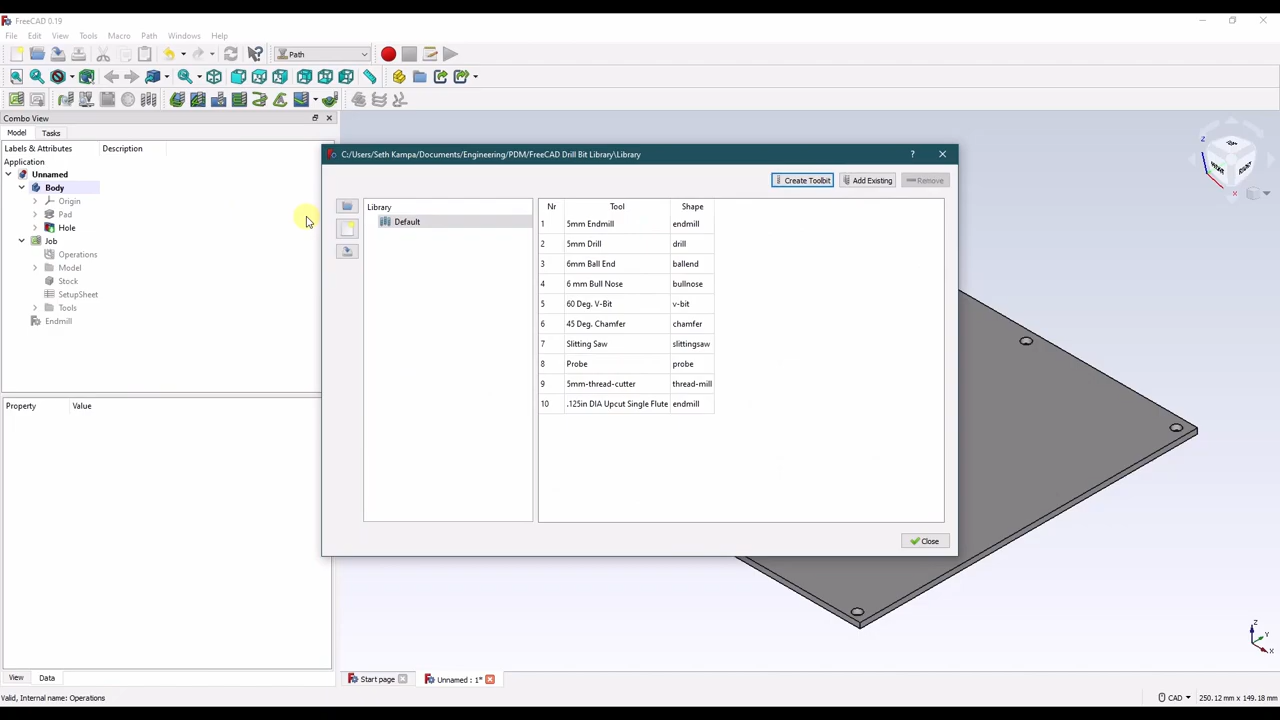 FreeCAD 0.19
File Edit View Tools Macro Path Windows Help
Path
Combo View
Model Tasks
Labels & Attributes Description
Application
Unnamed
Body
Origin
Pad
Hole
Job
Operations
Model
Stock
SetupSheet
Tools
Endmill
Property Value
View Data
C:/Users/Seth Kampa/Documents/Engineering/PDM/FreeCAD Drill Bit Library\Library
Create Toolbit Add Existing Remove
Library
Default
Nr Tool Shape
1 5mm Endmill endmill
2 5mm Drill drill
3 6mm Ball End ballend
4 6 mm Bull Nose bullnose
5 60 Deg. V-Bit v-bit
6 45 Deg. Chamfer chamfer
7 Slitting Saw slittingsaw
8 Probe probe
9 5mm-thread-cutter thread-mill
10 .125in DIA Upcut Single Flute endmill
Close
Z
X
Z
Y
X
Start page Unnamed : 1*
Valid, Internal name: Operations
CAD 250.12 mm x 149.18 mm